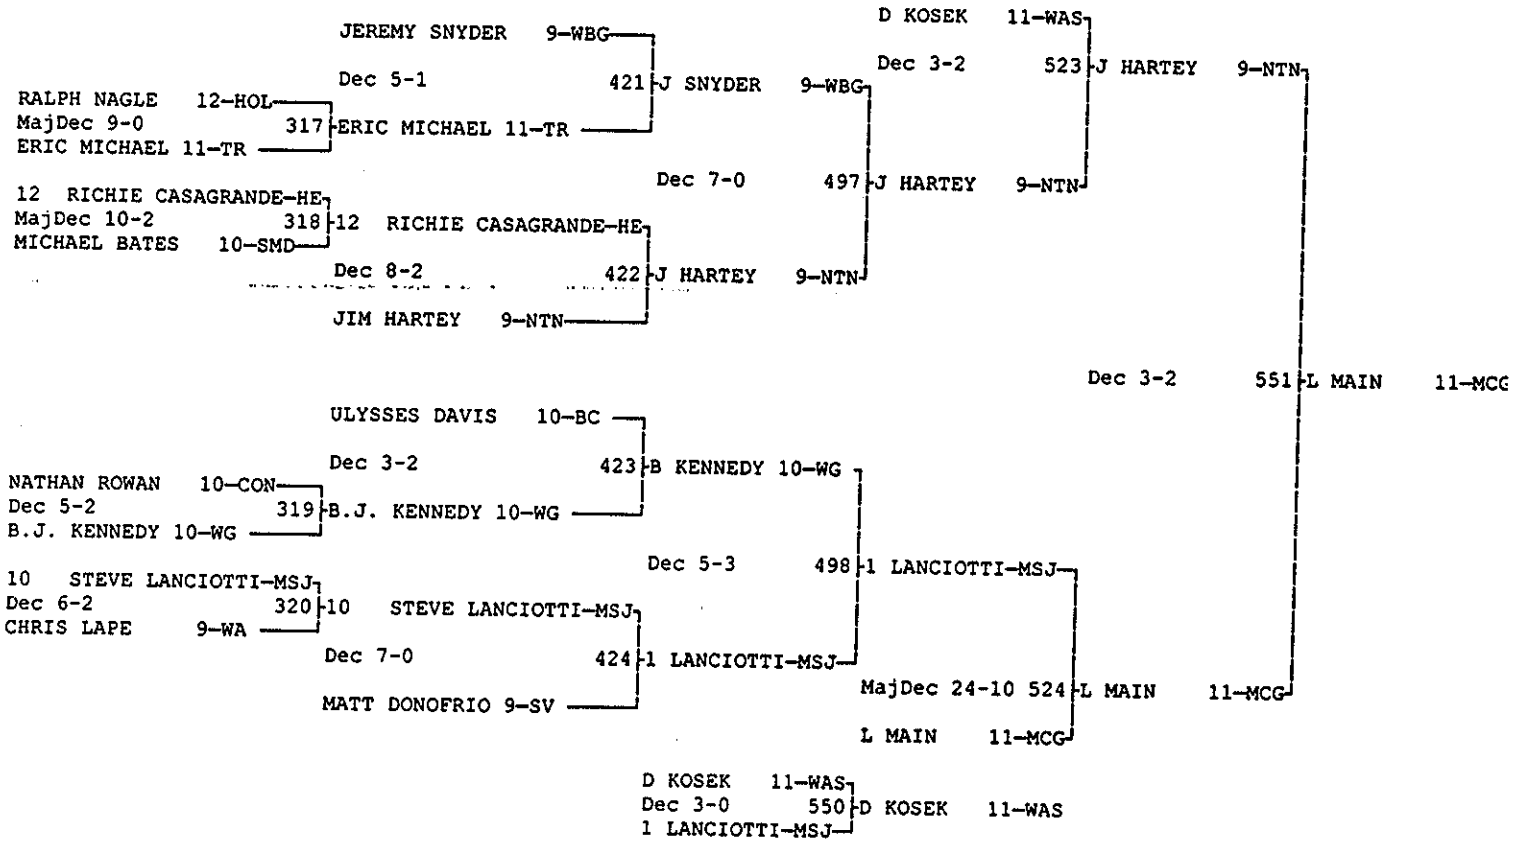 D KOSEK 11-WAS
JEREMY SNYDER 9-WBG
Dec 3-2 523 J HARTEY 9-NTN
Dec 5-1 421 J SNYDER 9-WBG
RALPH NAGLE 12-HOL
MajDec 9-0 317 ERIC MICHAEL 11-TR
ERIC MICHAEL 11-TR
Dec 7-0 497 J HARTEY 9-NTN
12 RICHIE CASAGRANDE-HE
MajDec 10-2 318 12 RICHIE CASAGRANDE-HE
MICHAEL BATES 10-SMD
Dec 8-2 422 J HARTEY 9-NTN
JIM HARTEY 9-NTN
Dec 3-2 551 L MAIN 11-MCG
ULYSSES DAVIS 10-BC
Dec 3-2 423 B KENNEDY 10-WG
NATHAN ROWAN 10-CON
Dec 5-2 319 B.J. KENNEDY 10-WG
B.J. KENNEDY 10-WG
Dec 5-3 498 1 LANCIOTTI-MSJ
10 STEVE LANCIOTTI-MSJ
Dec 6-2 320 10 STEVE LANCIOTTI-MSJ
CHRIS LAPE 9-WA
Dec 7-0 424 1 LANCIOTTI-MSJ
MajDec 24-10 524 L MAIN 11-MCG
MATT DONOFRIO 9-SV
L MAIN 11-MCG
D KOSEK 11-WAS
Dec 3-0 550 D KOSEK 11-WAS
1 LANCIOTTI-MSJ